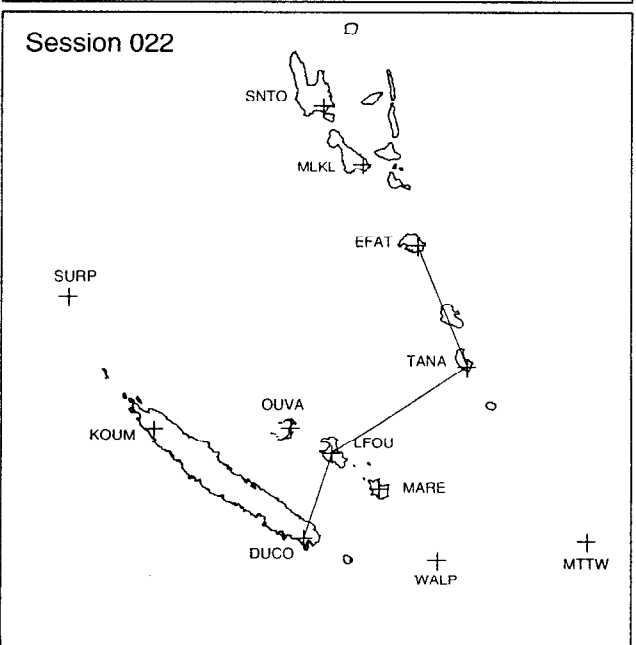 Session 022
SNTO
MLKL
EFAT
SURP
TANA
OUVA
KOUM
LFOU
MARE
DUCO
WALP
MTTW